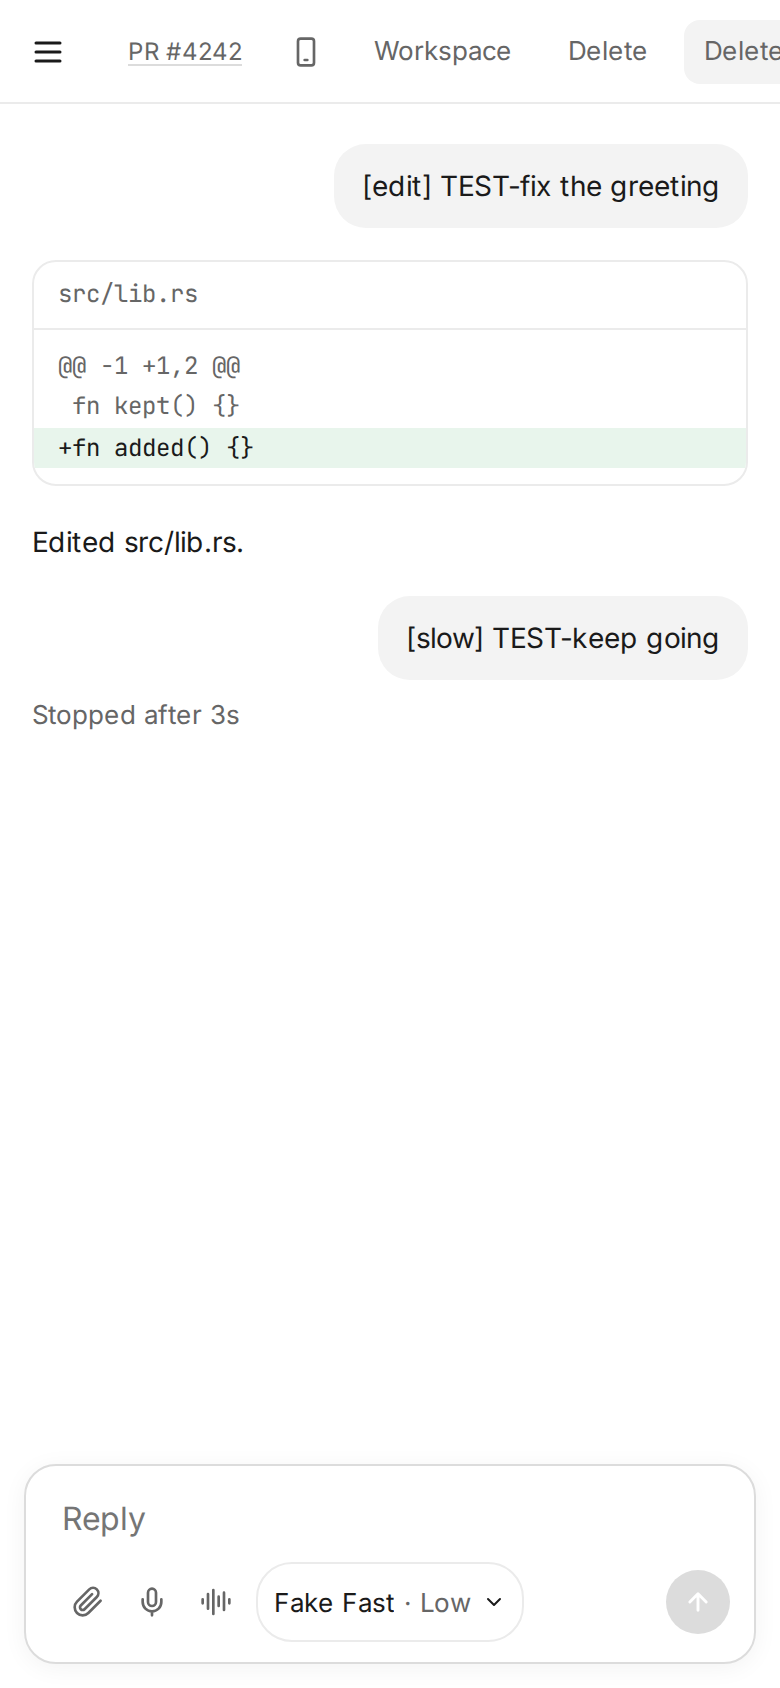 PR #4242 Workspace Delete Delete
[edit] TEST-fix the greeting
src/lib.rs
@@ -1 +1,2 @@
 fn kept() {}
+fn added() {}
Edited src/lib.rs.
[slow] TEST-keep going
Stopped after 3s
Reply
Fake Fast · Low